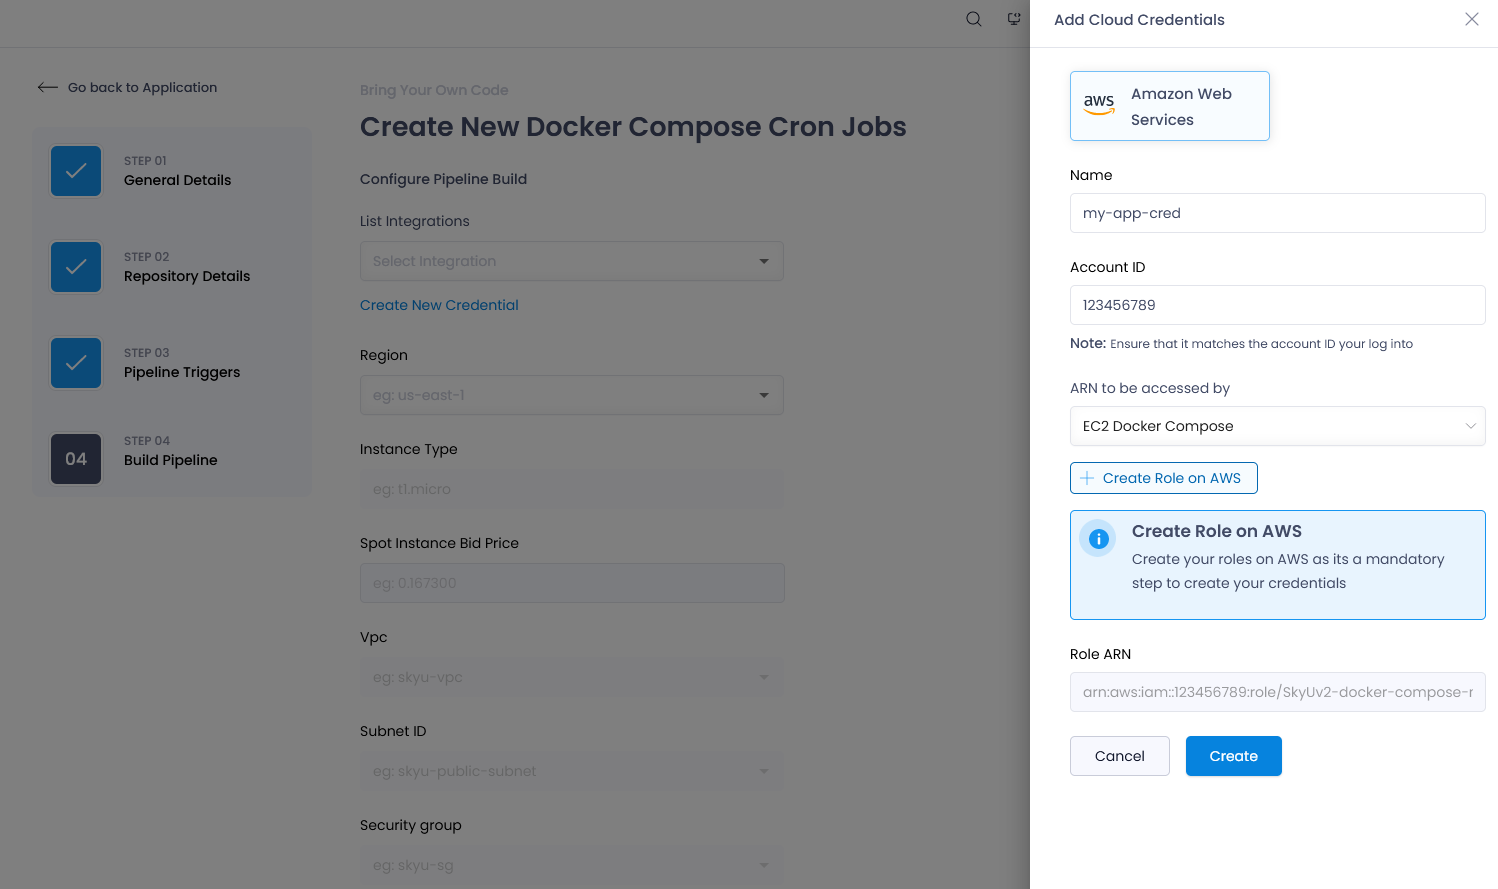 Go back to Application
STEP 01
General Details
STEP 02
Repository Details
STEP 03
Pipeline Triggers
04
STEP 04
Build Pipeline
Bring Your Own Code
Create New Docker Compose Cron Jobs
Configure Pipeline Build
List Integrations
Select Integration
Create New Credential
Region
eg: us-east-1
Instance Type
eg: t1.micro
Spot Instance Bid Price
eg: 0.167300
Vpc
eg: skyu-vpc
Subnet ID
eg: skyu-public-subnet
Security group
eg: skyu-sg
Add Cloud Credentials
aws
Amazon Web
Services
Name
my-app-cred
Account ID
123456789
Note: Ensure that it matches the account ID your log into
ARN to be accessed by
EC2 Docker Compose
Create Role on AWS
Create Role on AWS
Create your roles on AWS as its a mandatory
step to create your credentials
Role ARN
arn:aws:iam::123456789:role/SkyUv2-docker-compose-r
Cancel
Create